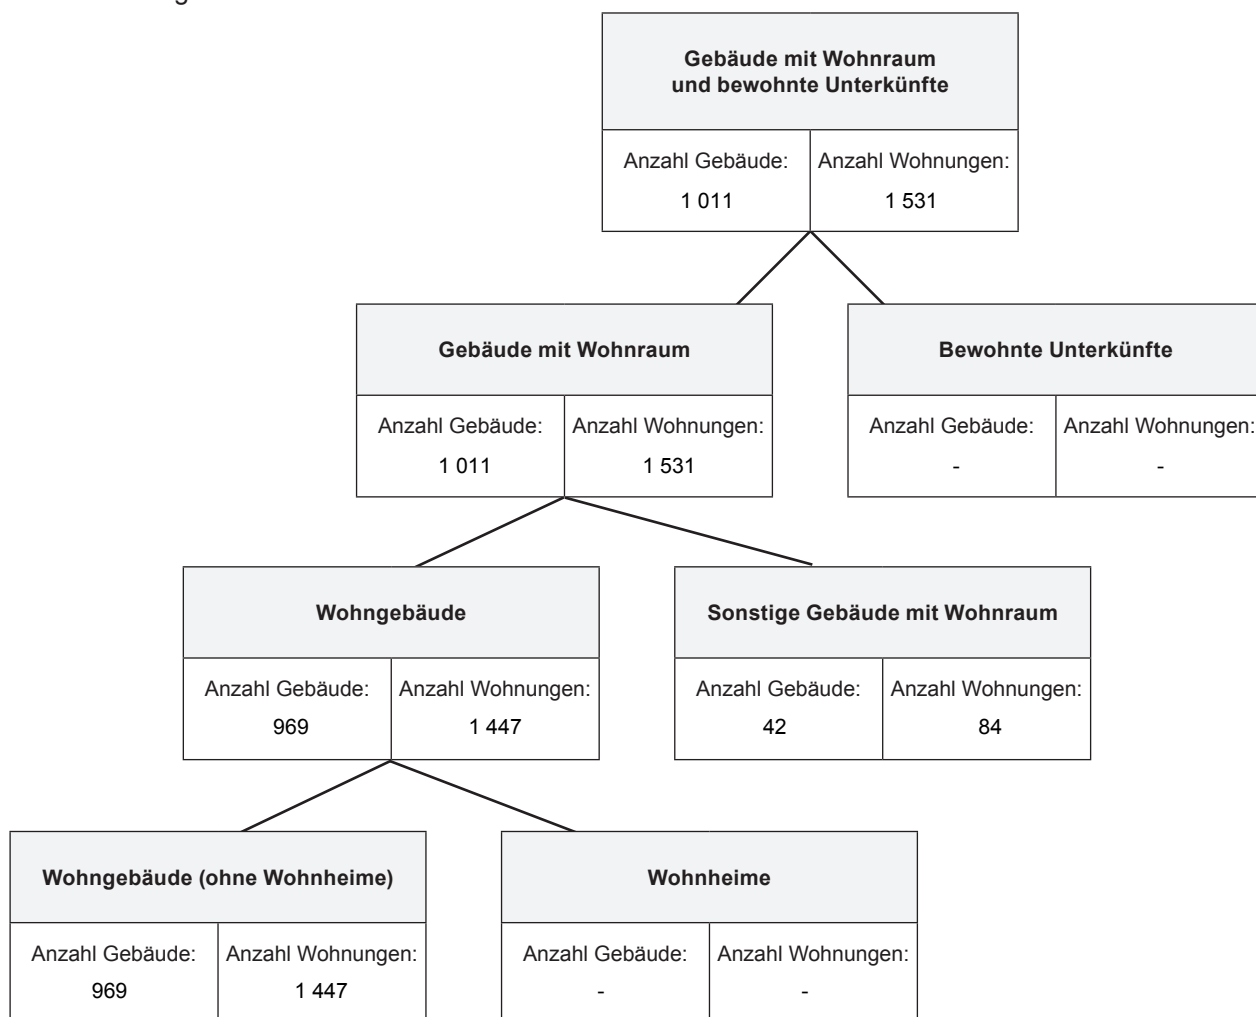 Gebäude mit Wohnraum
und bewohnte Unterkünfte
Anzahl Gebäude: Anzahl Wohnungen:
1 011 1 531
Gebäude mit Wohnraum Bewohnte Unterkünfte
Anzahl Gebäude: Anzahl Wohnungen: Anzahl Gebäude: Anzahl Wohnungen:
1 011 1 531 - -
Wohngebäude Sonstige Gebäude mit Wohnraum
Anzahl Gebäude: Anzahl Wohnungen: Anzahl Gebäude: Anzahl Wohnungen:
969 1 447 42 84
Wohngebäude (ohne Wohnheime) Wohnheime
Anzahl Gebäude: Anzahl Wohnungen: Anzahl Gebäude: Anzahl Wohnungen:
969 1 447 - -